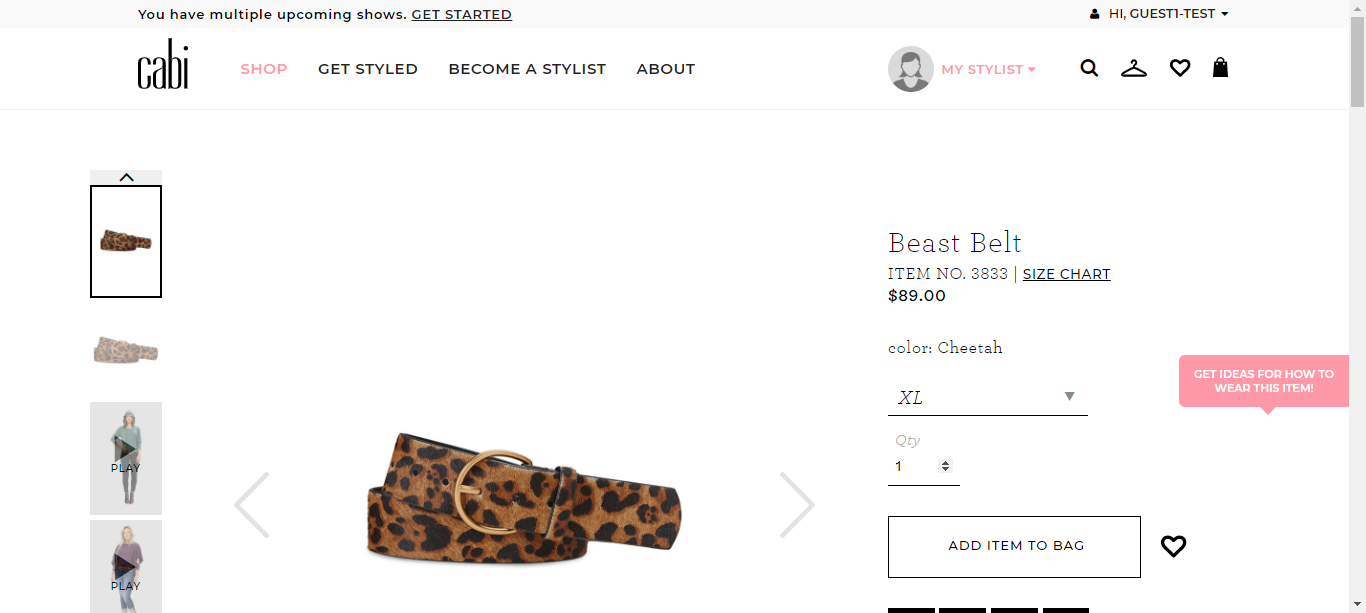 You have multiple upcoming shows. GET STARTED
HI, GUEST1-TEST
cabi
SHOP
GET STYLED
BECOME A STYLIST
ABOUT
MY STYLIST
Beast Belt
ITEM NO. 3833 | SIZE CHART
$89.00
color: Cheetah
GET IDEAS FOR HOW TO
WEAR THIS ITEM!
XL
Qty
1
PLAY
ADD ITEM TO BAG
PLAY